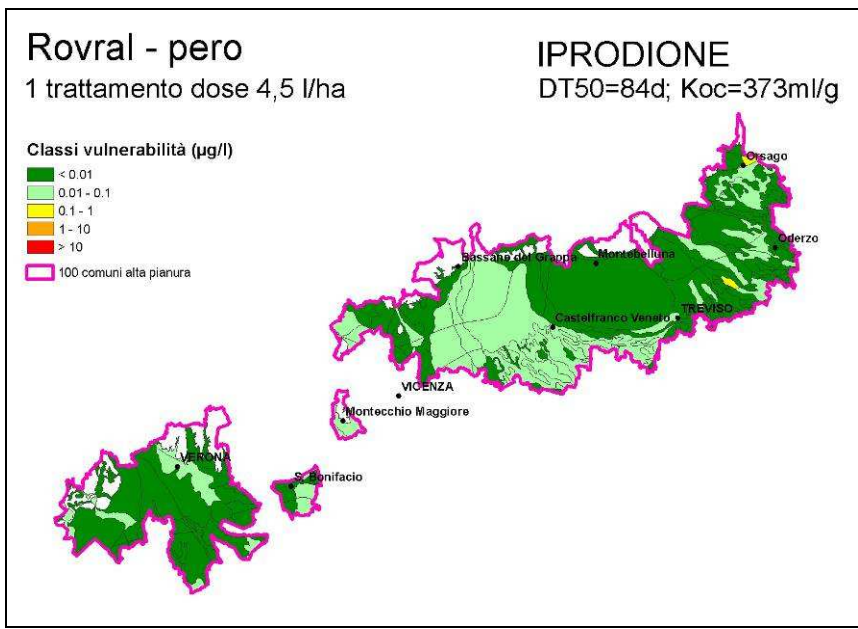 Rovral - pero
1 trattamento dose 4,5 l/ha
IPRODIONE
DT50=84d; Koc=373ml/g
Classi vulnerabilità (µg/l)
< 0.01
0.01 - 0.1
0.1 - 1
1 - 10
> 10
100 comuni alta pianura
Orsago
Oderzo
Bassano del Grappa
Montebelluna
Castelfranco Veneto
TREVISO
VICENZA
Montecchio Maggiore
VERONA
S. Bonifacio